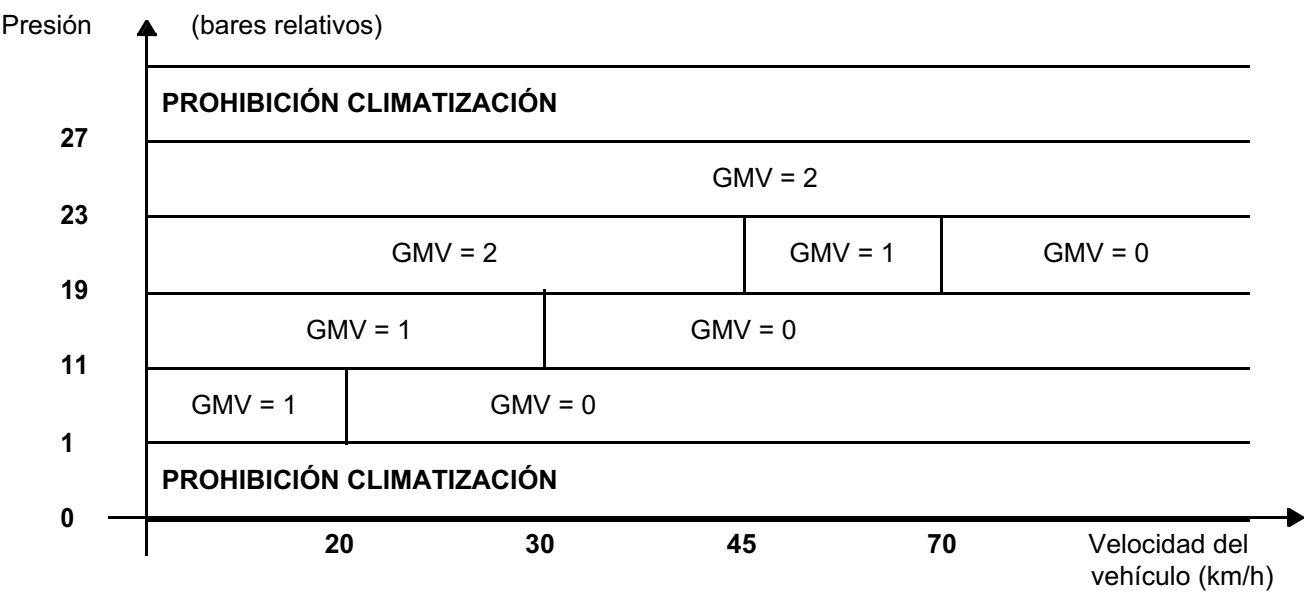 Presión (bares relativos)
PROHIBICIÓN CLIMATIZACIÓN
27
GMV = 2
23
GMV = 2 GMV = 1 GMV = 0
19
GMV = 1 GMV = 0
11
GMV = 1 GMV = 0
1
PROHIBICIÓN CLIMATIZACIÓN
0
20 30 45 70 Velocidad del
vehículo (km/h)